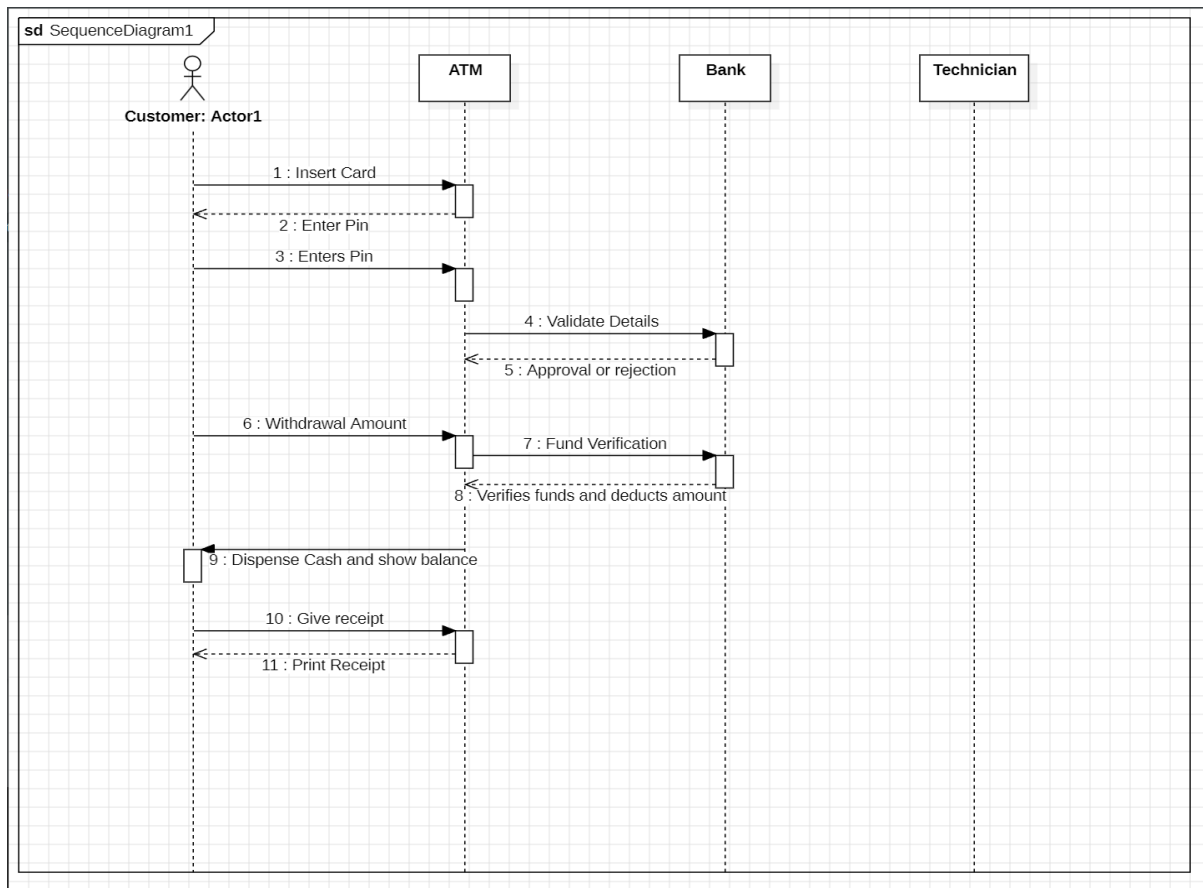 sd SequenceDiagram1
ATM
Bank
Technician
Customer: Actor1
1 : Insert Card
2 : Enter Pin
3 : Enters Pin
4 : Validate Details
5 : Approval or rejection
6 : Withdrawal Amount
7 : Fund Verification
8 : Verifies funds and deducts amount
9 : Dispense Cash and show balance
10 : Give receipt
11 : Print Receipt